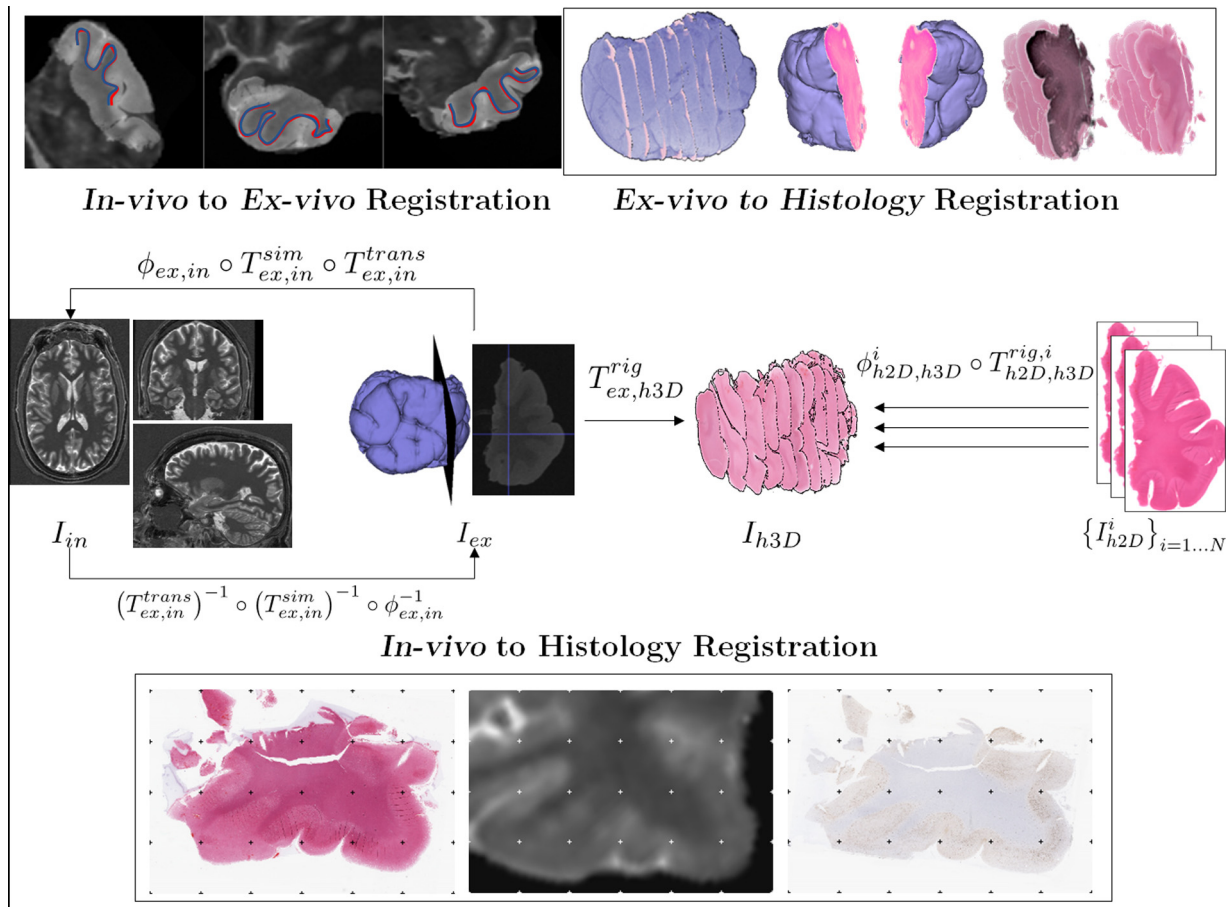 In-vivo to Ex-vivo Registration
Ex-vivo to Histology Registration
ϕ_{ex,in} ∘ T^{sim}_{ex,in} ∘ T^{trans}_{ex,in}
T^{rig}_{ex,h3D}
ϕ^{i}_{h2D,h3D} ∘ T^{rig,i}_{h2D,h3D}
I_{in}
I_{ex}
I_{h3D}
{I^{i}_{h2D}}_{i=1...N}
(T^{trans}_{ex,in})^{-1} ∘ (T^{sim}_{ex,in})^{-1} ∘ ϕ^{-1}_{ex,in}
In-vivo to Histology Registration